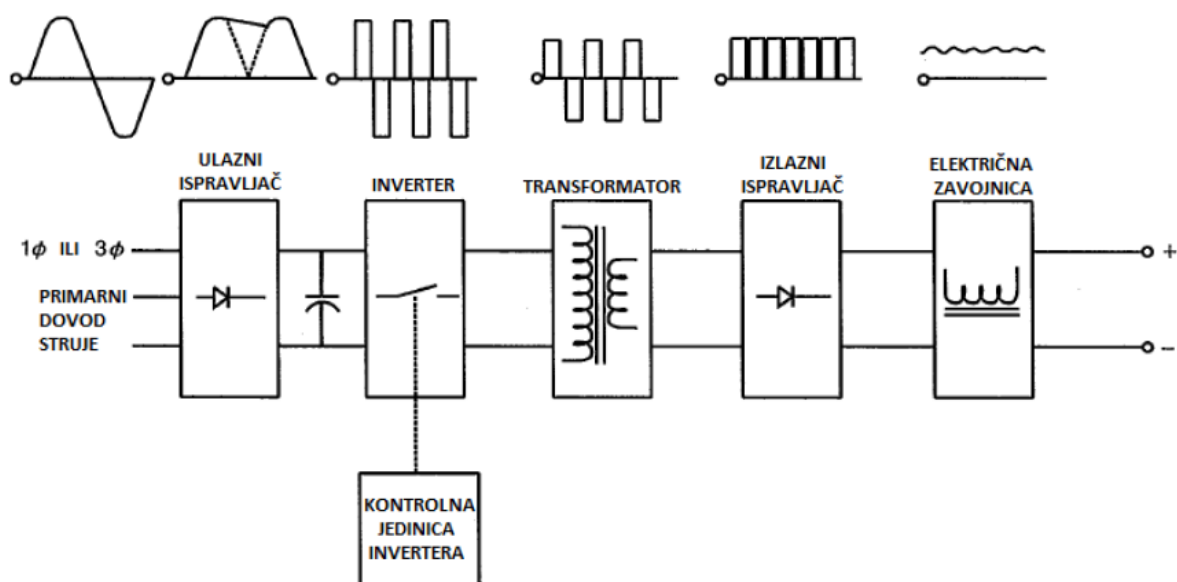 ULAZNI
ISPRAVLJAČ
INVERTER
TRANSFORMATOR
IZLAZNI
ISPRAVLJAČ
ELEKTRIČNA
ZAVOJNICA
1ϕ ILI 3ϕ
PRIMARNI
DOVOD
STRUJE
+
−
KONTROLNA
JEDINICA
INVERTERA